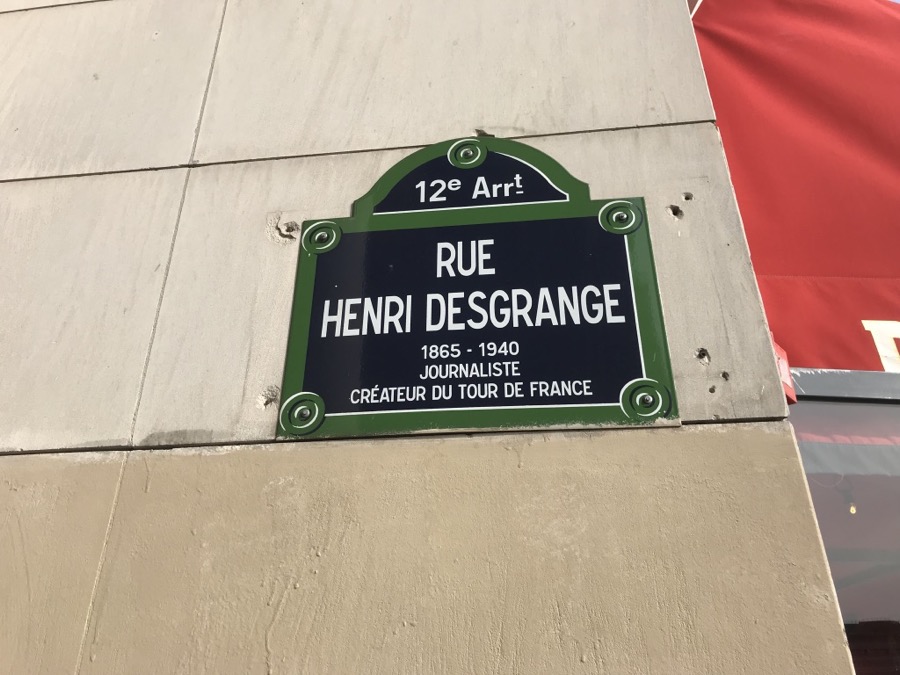 12e Arrt
RUE
HENRI DESGRANGE
1865 - 1940
JOURNALISTE
CRÉATEUR DU TOUR DE FRANCE